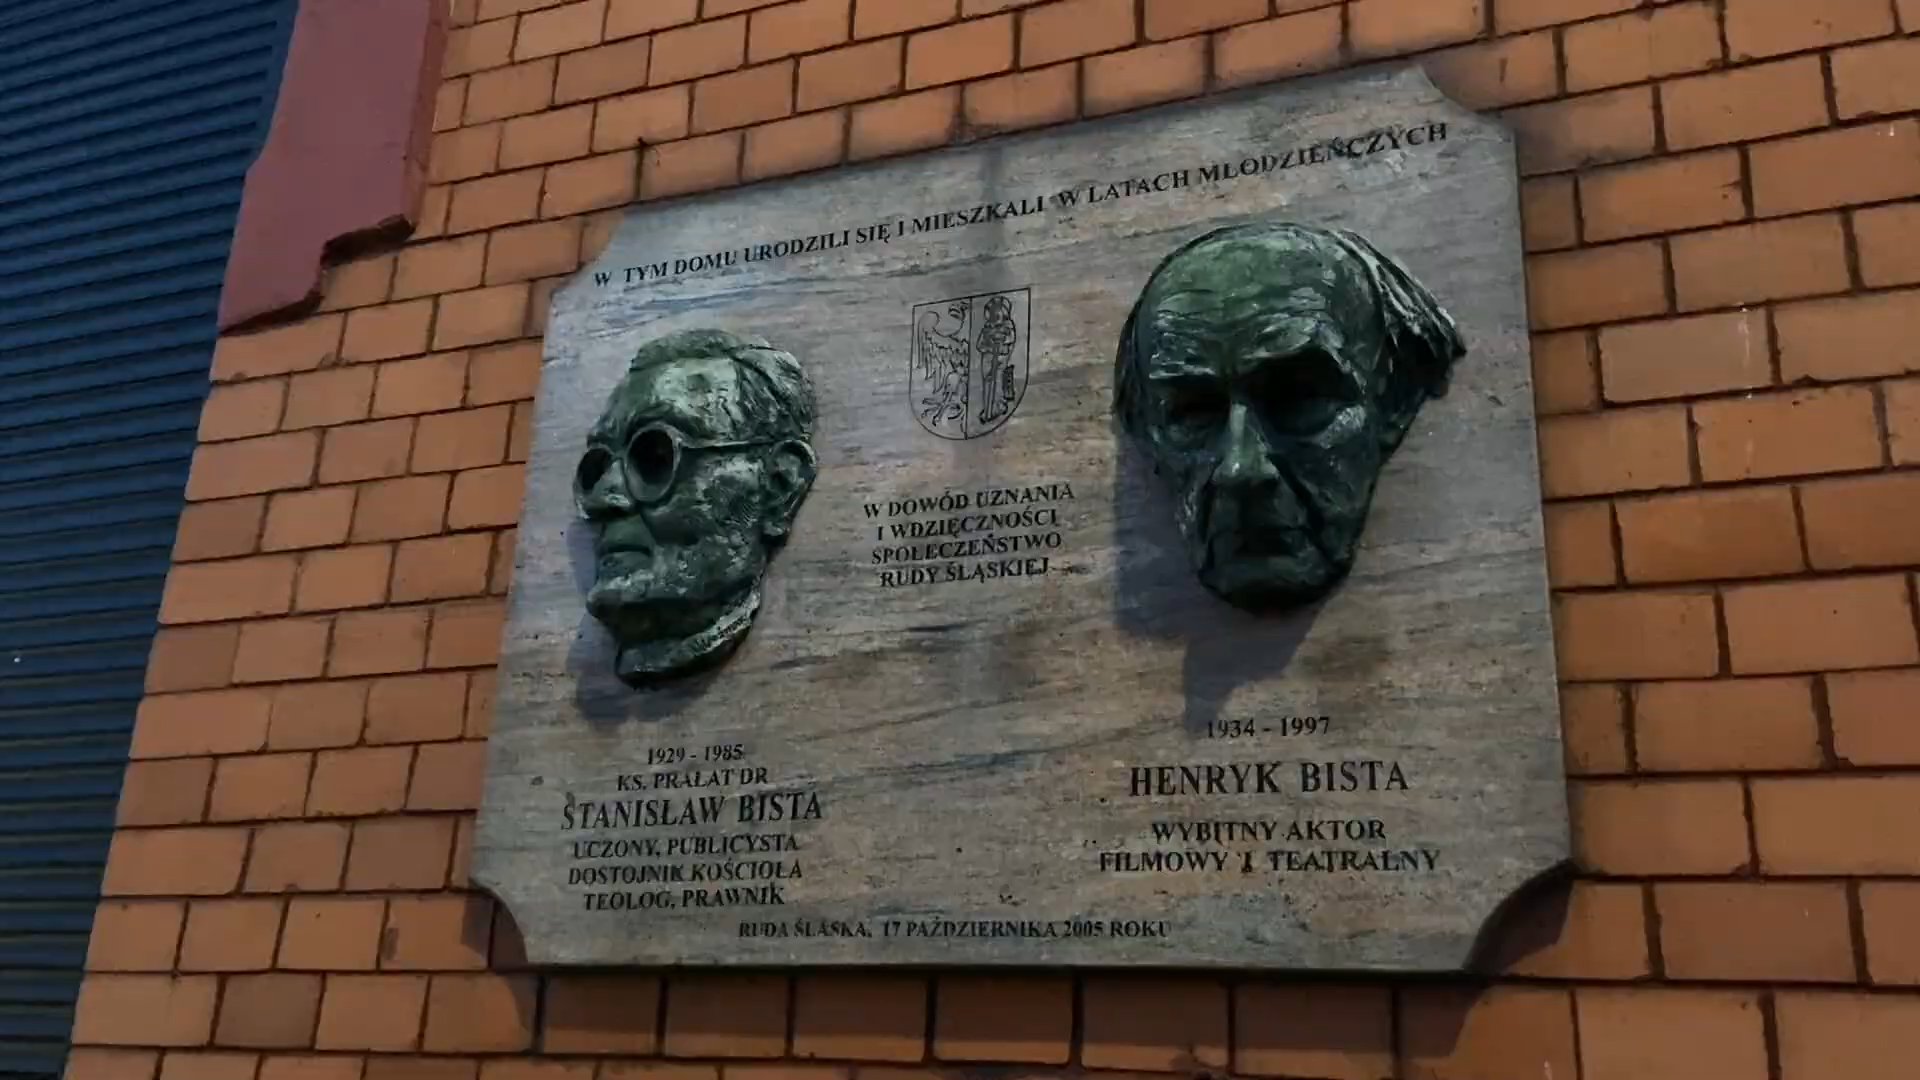 W TYM DOMU URODZILI SIĘ I MIESZKALI W LATACH MŁODZIEŃCZYCH
W DOWÓD UZNANIA
I WDZIĘCZNOŚCI
SPOŁECZEŃSTWO
RUDY ŚLĄSKIEJ
1929 - 1985
KS. PRAŁAT DR
STANISŁAW BISTA
UCZONY, PUBLICYSTA
DOSTOJNIK KOŚCIOŁA
TEOLOG, PRAWNIK
1934 - 1997
HENRYK BISTA
WYBITNY AKTOR
FILMOWY I TEATRALNY
RUDA ŚLĄSKA, 17 PAŹDZIERNIKA 2005 ROKU